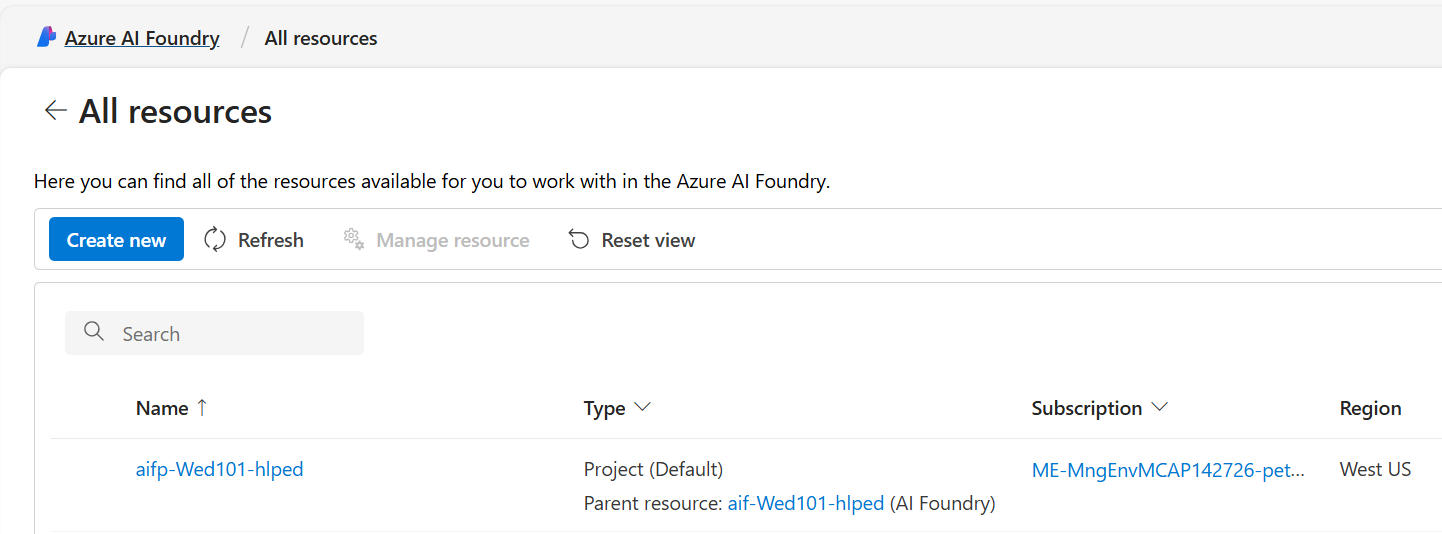 Azure AI Foundry / All resources
All resources
Here you can find all of the resources available for you to work with in the Azure AI Foundry.
Create new Refresh Manage resource Reset view
Search
Name Type Subscription Region
aifp-Wed101-hlped Project (Default) ME-MngEnvMCAP142726-pet... West US
Parent resource: aif-Wed101-hlped (AI Foundry)